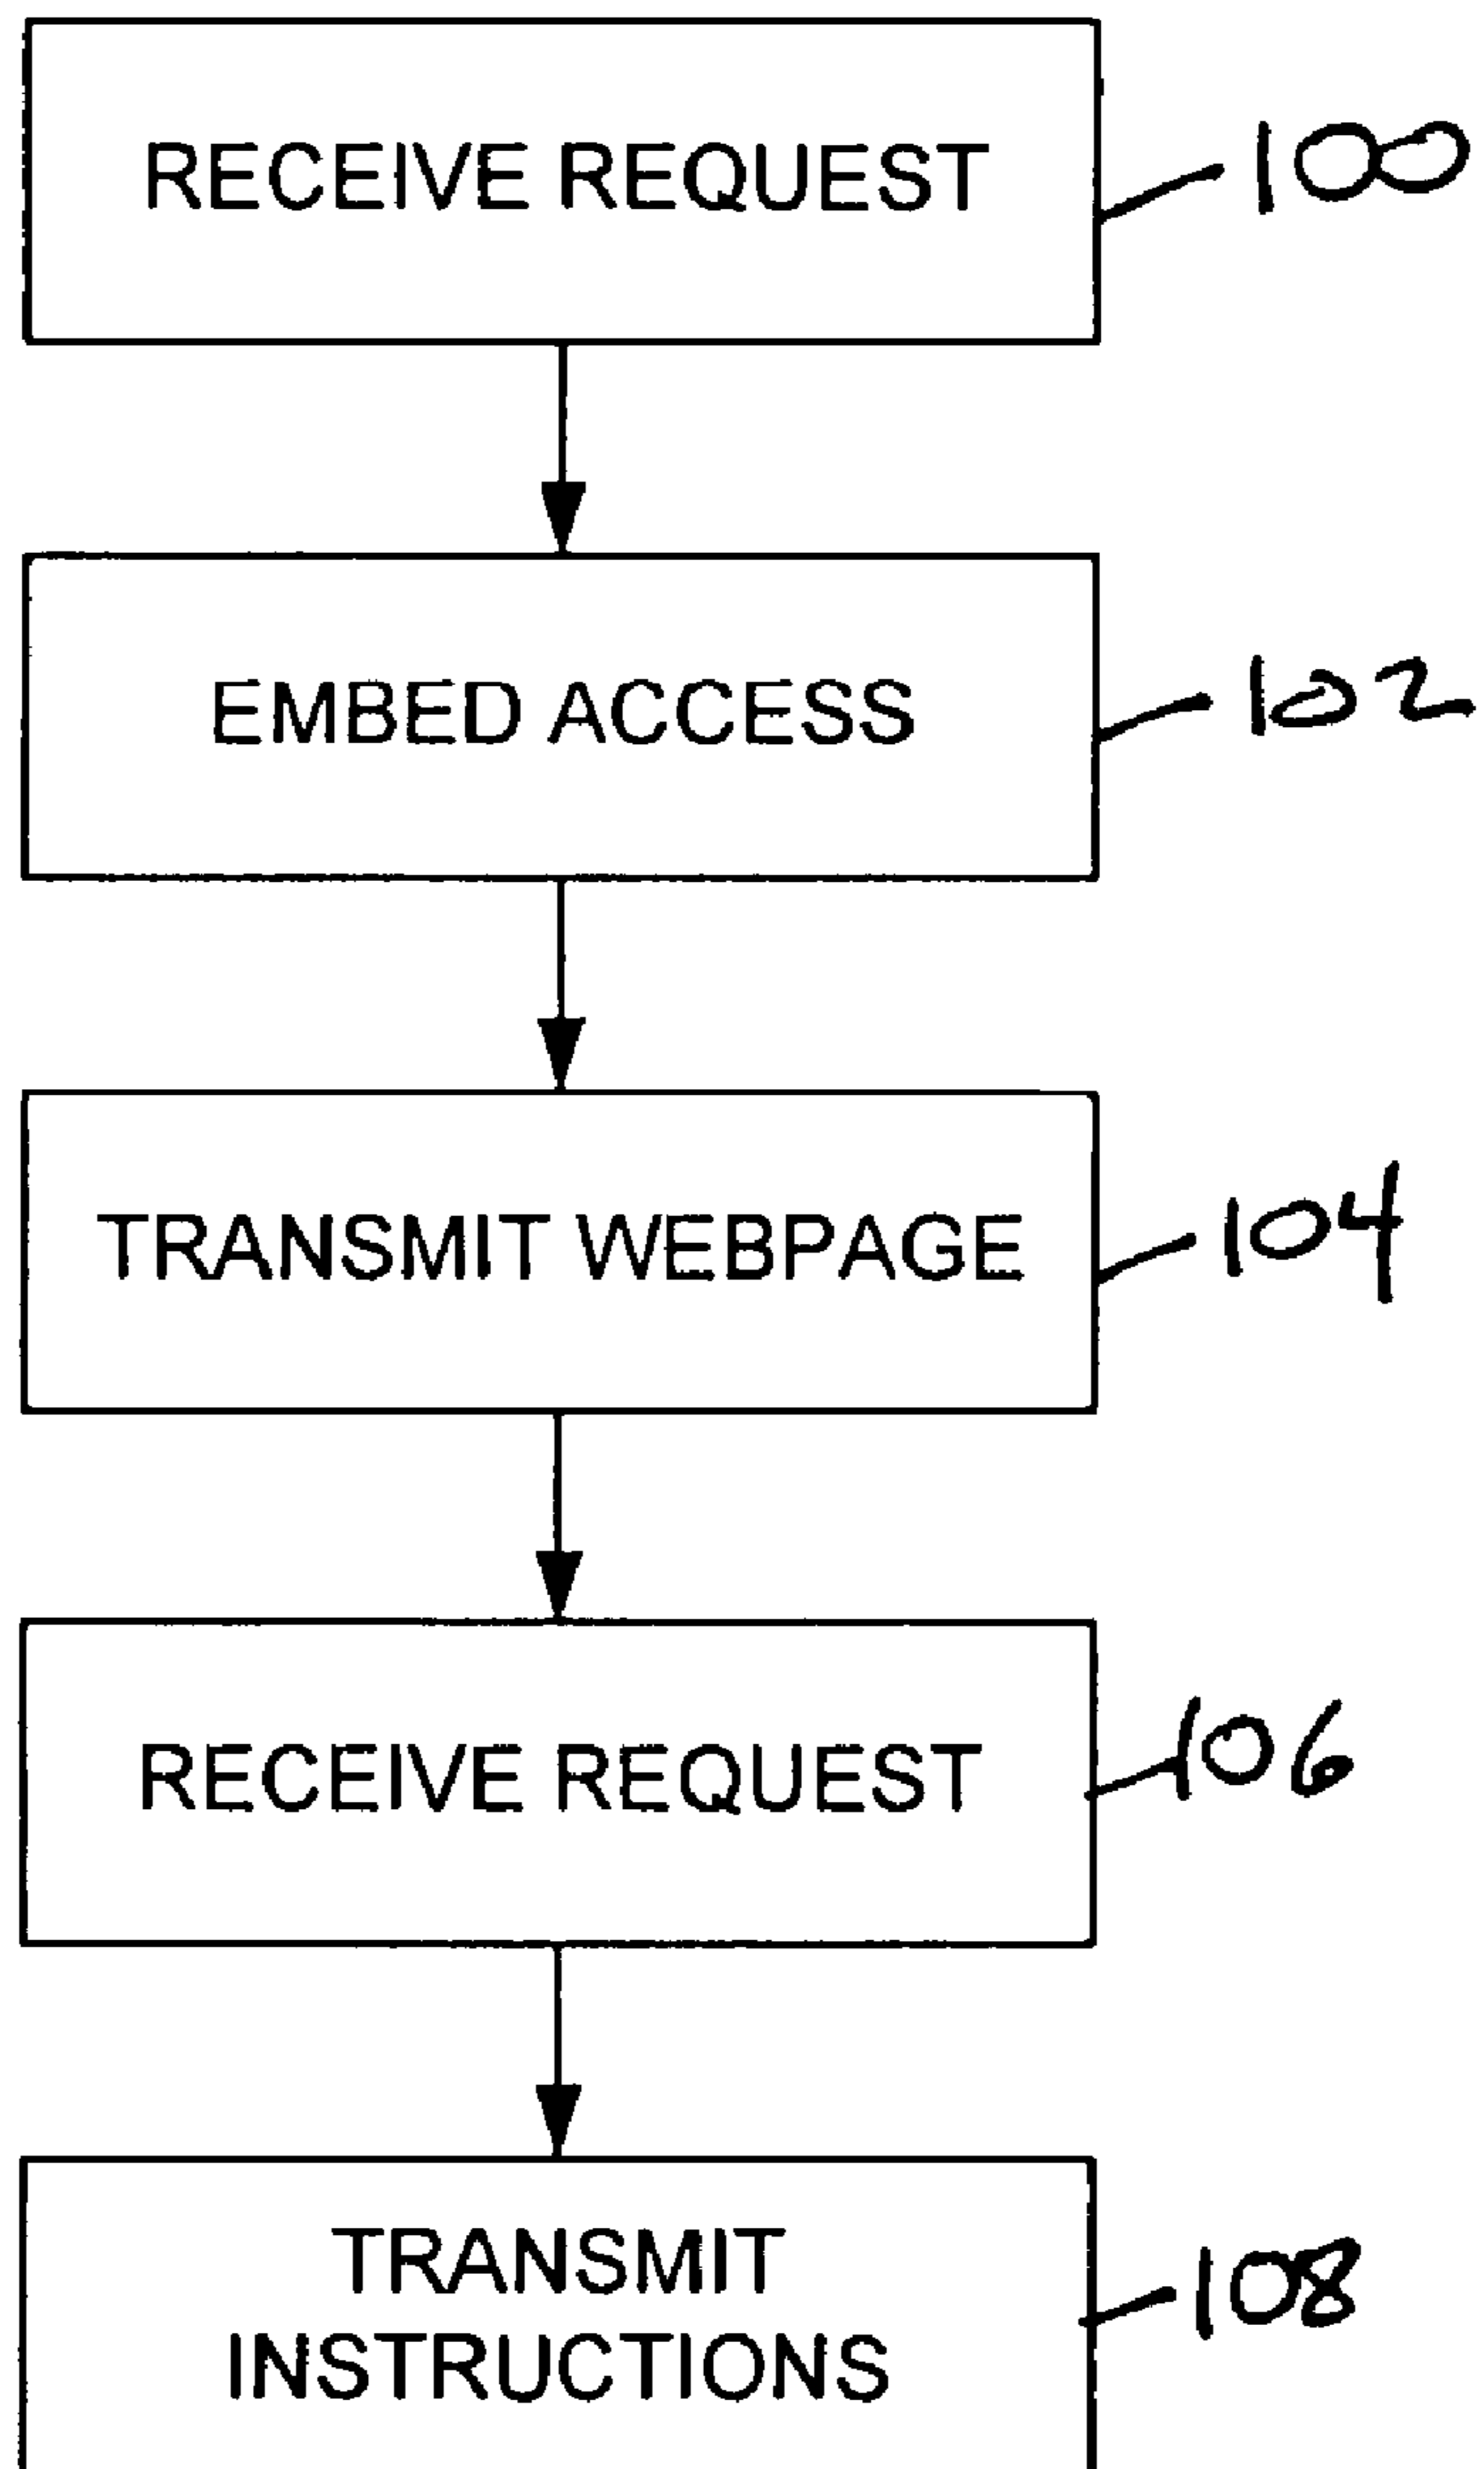 RECEIVE REQUEST
100
EMBED ACCESS
102
TRANSMIT WEBPAGE
104
RECEIVE REQUEST
106
TRANSMIT
INSTRUCTIONS
108